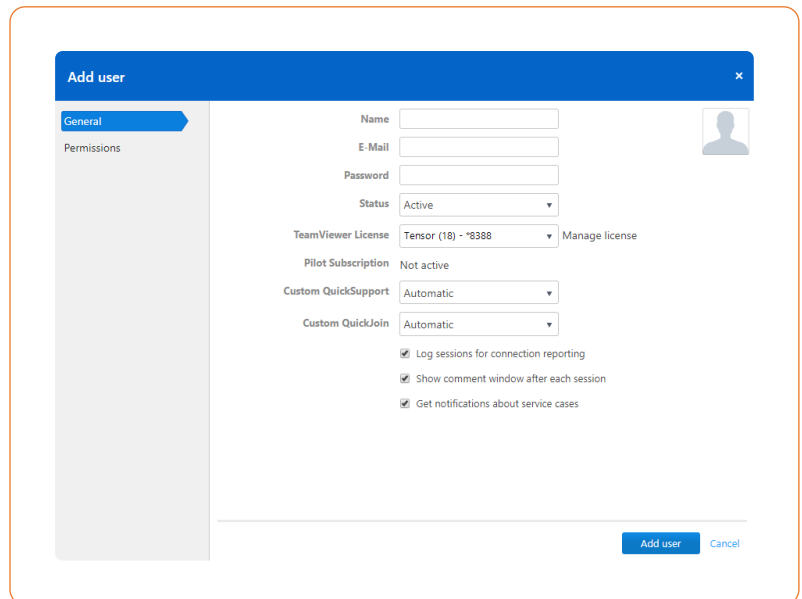 Add user
×
General
Permissions
Name
E-Mail
Password
Status Active
TeamViewer License Tensor (18) - *8388 Manage license
Pilot Subscription Not active
Custom QuickSupport Automatic
Custom QuickJoin Automatic
Log sessions for connection reporting
Show comment window after each session
Get notifications about service cases
Add user Cancel